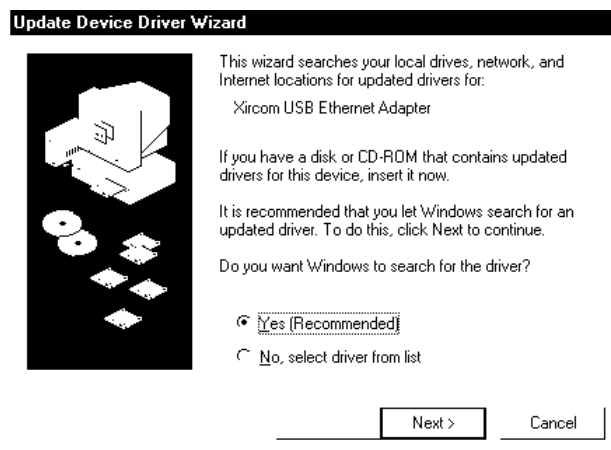 Update Device Driver Wizard
This wizard searches your local drives, network, and
Internet locations for updated drivers for:
Xircom USB Ethernet Adapter
If you have a disk or CD-ROM that contains updated
drivers for this device, insert it now.
It is recommended that you let Windows search for an
updated driver. To do this, click Next to continue.
Do you want Windows to search for the driver?
Yes (Recommended)
No, select driver from list
Next >
Cancel